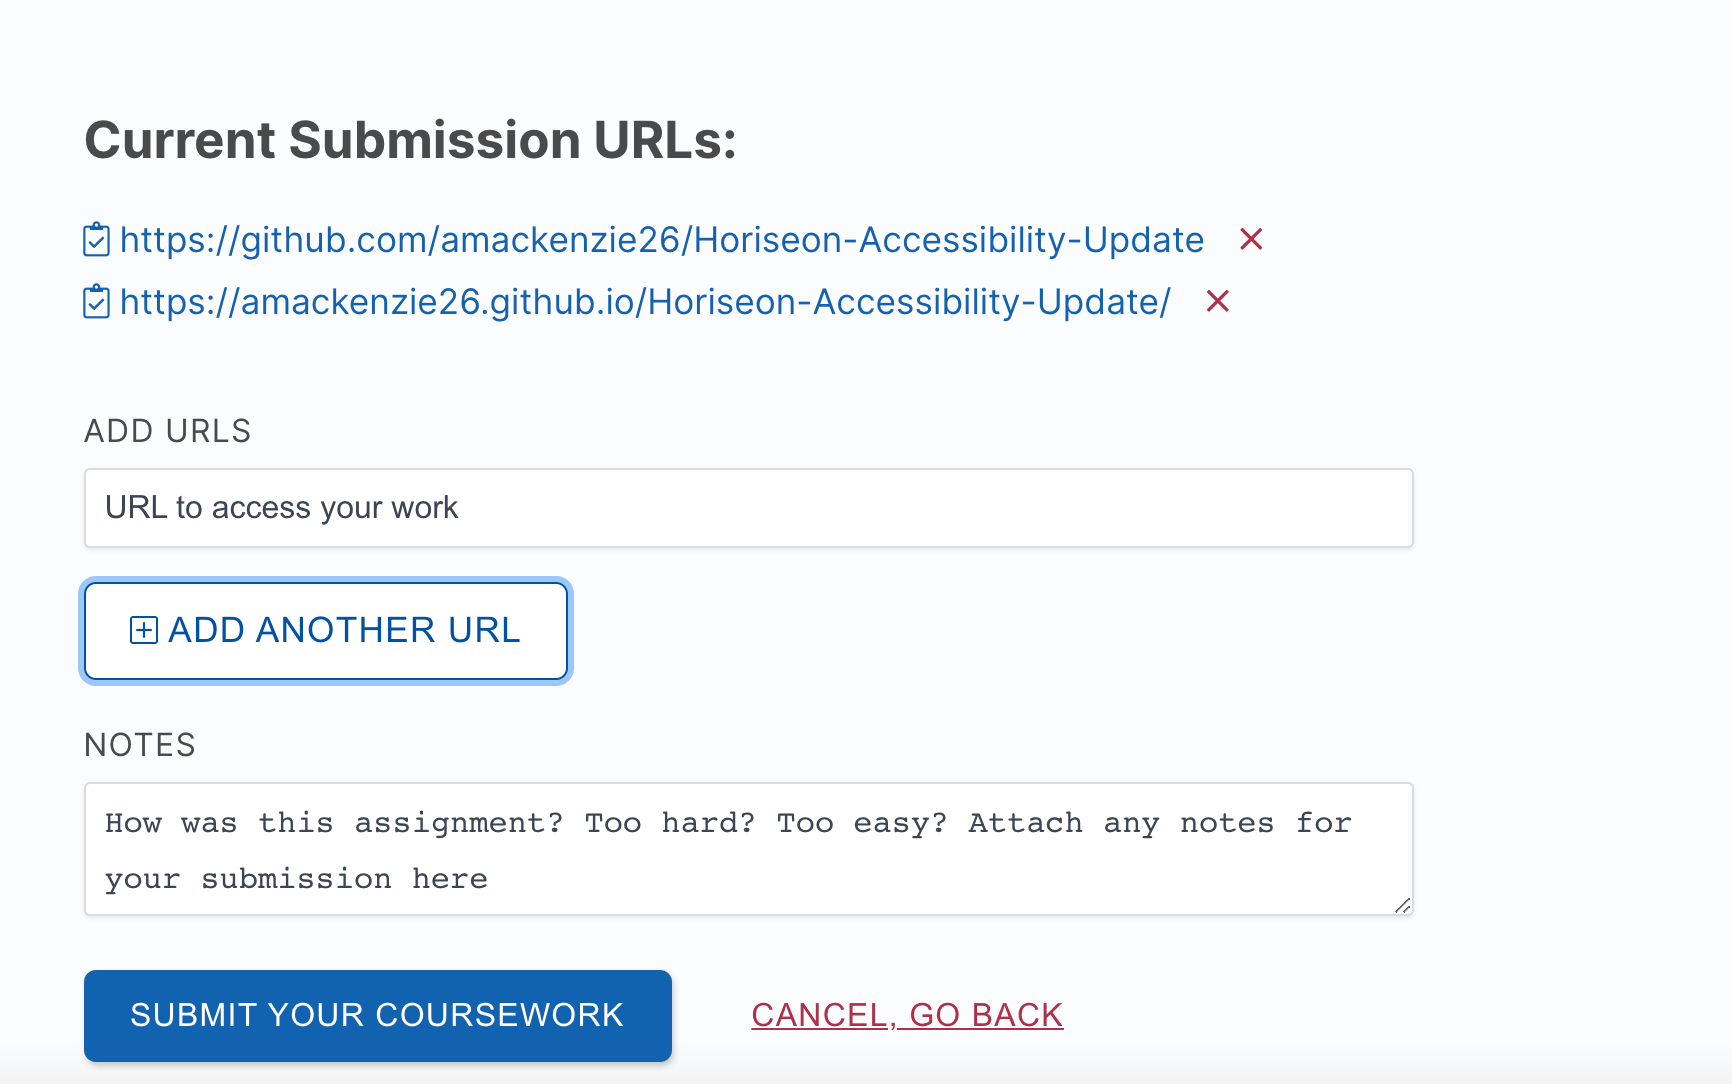 Current Submission URLs:
https://github.com/amackenzie26/Horiseon-Accessibility-Update
https://amackenzie26.github.io/Horiseon-Accessibility-Update/
ADD URLS
URL to access your work
ADD ANOTHER URL
NOTES
How was this assignment? Too hard? Too easy? Attach any notes for
your submission here
SUBMIT YOUR COURSEWORK
CANCEL, GO BACK